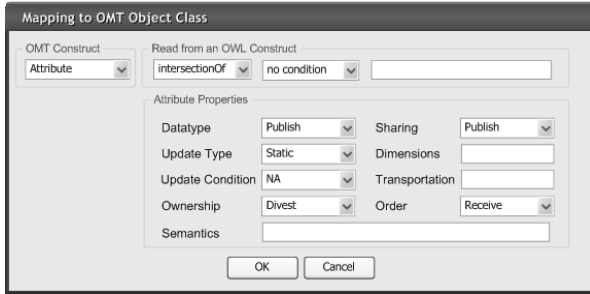 Mapping to OMT Object Class
OMT Construct
Read from an OWL Construct
Attribute
intersectionOf
no condition
Attribute Properties
Datatype Publish Sharing Publish
Update Type Static Dimensions
Update Condition NA Transportation
Ownership Divest Order Receive
Semantics
OK Cancel